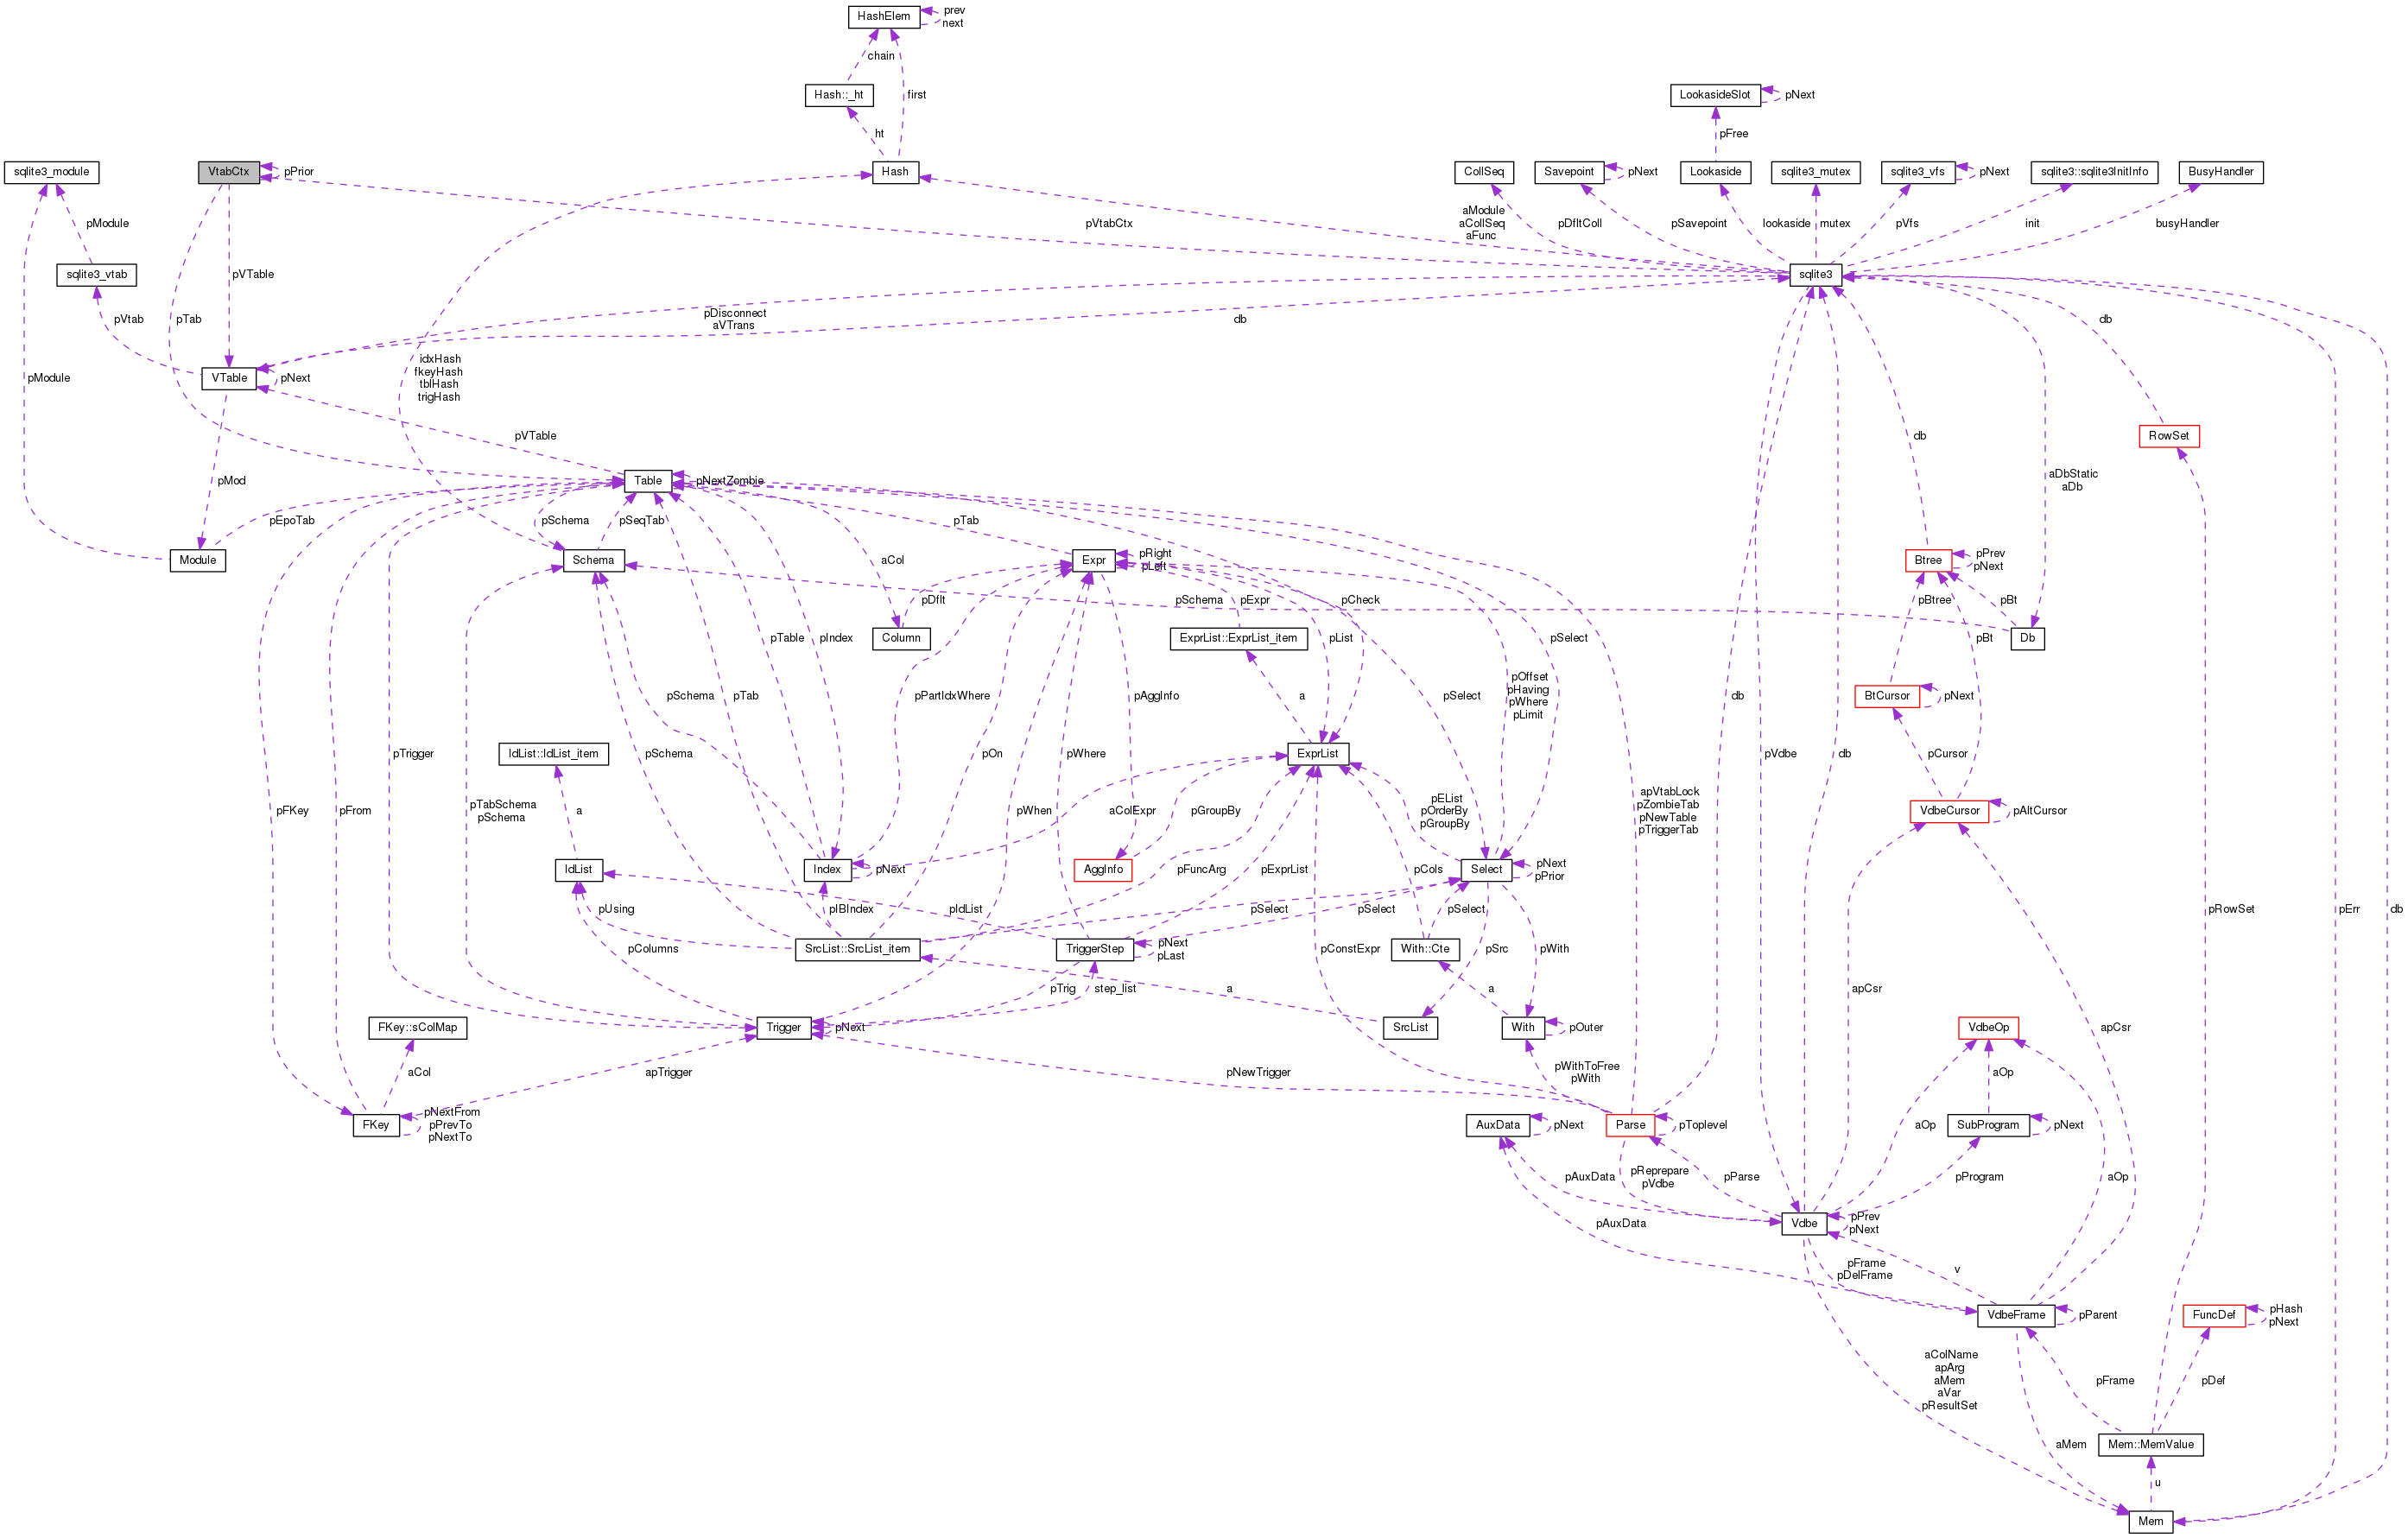 HashElem
prev
next
chain
Hash::_ht
first
LookasideSlot
pNext
ht
pFree
sqlite3_module
VtabCtx
pPrior
Hash
CollSeq
Savepoint
pNext
Lookaside
sqlite3_mutex
sqlite3_vfs
pNext
sqlite3::sqlite3InitInfo
BusyHandler
pModule
pVtabCtx
aModule
aCollSeq
aFunc
pDfltColl
pSavepoint
lookaside
mutex
pVfs
init
busyHandler
sqlite3_vtab
pVTable
sqlite3
pVtab
pTab
pDisconnect
aVTrans
db
db
pModule
VTable
pNext
idxHash
fkeyHash
tblHash
trigHash
pVTable
db
RowSet
pMod
Table
pNextZombie
aDbStatic
aDb
pEpoTab
pSchema
pSeqTab
pTab
Module
Schema
aCol
Expr
pRight
pLeft
Btree
pPrev
pNext
pDflt
pSchema
pExpr
pCheck
pBtree
pBt
Column
pTable
pIndex
ExprList::ExprList_item
pList
pSelect
pBt
Db
pSchema
pPartIdxWhere
pAggInfo
a
pSelect
pOffset
pHaving
pWhere
pLimit
BtCursor
pNext
pTab
db
IdList::IdList_item
pTrigger
pSchema
pOn
pWhere
ExprList
pVdbe
db
pCursor
pFKey
pFrom
pTabSchema
pSchema
a
pWhen
aColExpr
pGroupBy
pEList
pOrderBy
pGroupBy
apVtabLock
pZombieTab
pNewTable
pTriggerTab
VdbeCursor
pAltCursor
IdList
Index
pNext
AggInfo
pFuncArg
pExprList
pCols
Select
pNext
pPrior
pUsing
pIBIndex
pIdList
pSelect
pSelect
pSelect
pRowSet
pErr
db
pColumns
SrcList::SrcList_item
TriggerStep
pNext
pLast
pConstExpr
With::Cte
pSrc
pWith
pTrig
step_list
a
a
apCsr
FKey::sColMap
Trigger
pNext
SrcList
With
pOuter
VdbeOp
apCsr
aCol
apTrigger
pNewTrigger
pWithToFree
pWith
aOp
FKey
pNextFrom
pPrevTo
pNextTo
AuxData
pNext
Parse
pToplevel
aOp
SubProgram
pNext
pAuxData
pReprepare
pVdbe
pParse
pProgram
aOp
pAuxData
Vdbe
pPrev
pNext
pFrame
pDelFrame
v
VdbeFrame
pParent
FuncDef
pHash
pNext
aColName
apArg
aMem
aVar
pResultSet
pFrame
pDef
aMem
Mem::MemValue
u
Mem